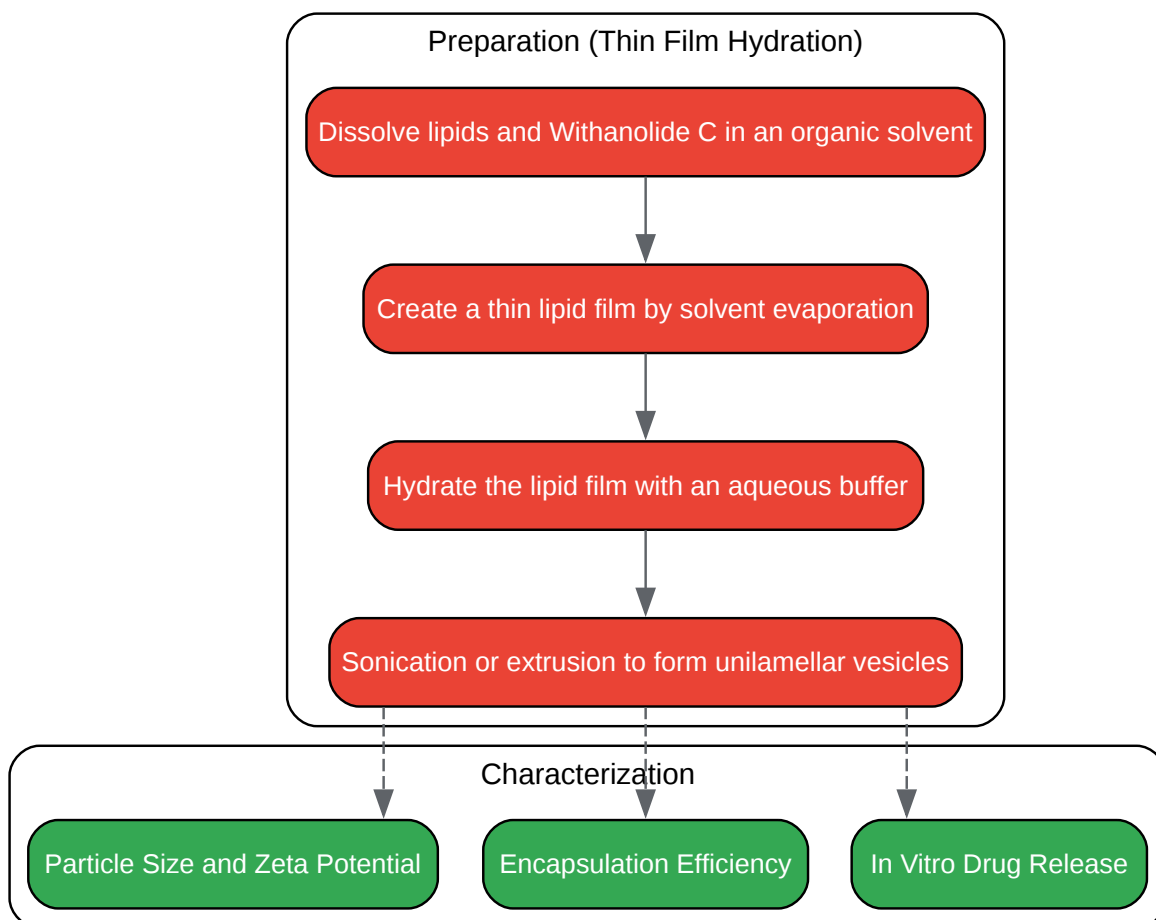 Preparation (Thin Film Hydration)
Dissolve lipids and Withanolide C in an organic solvent
Create a thin lipid film by solvent evaporation
Hydrate the lipid film with an aqueous buffer
Sonication or extrusion to form unilamellar vesicles
Characterization
Particle Size and Zeta Potential
Encapsulation Efficiency
In Vitro Drug Release